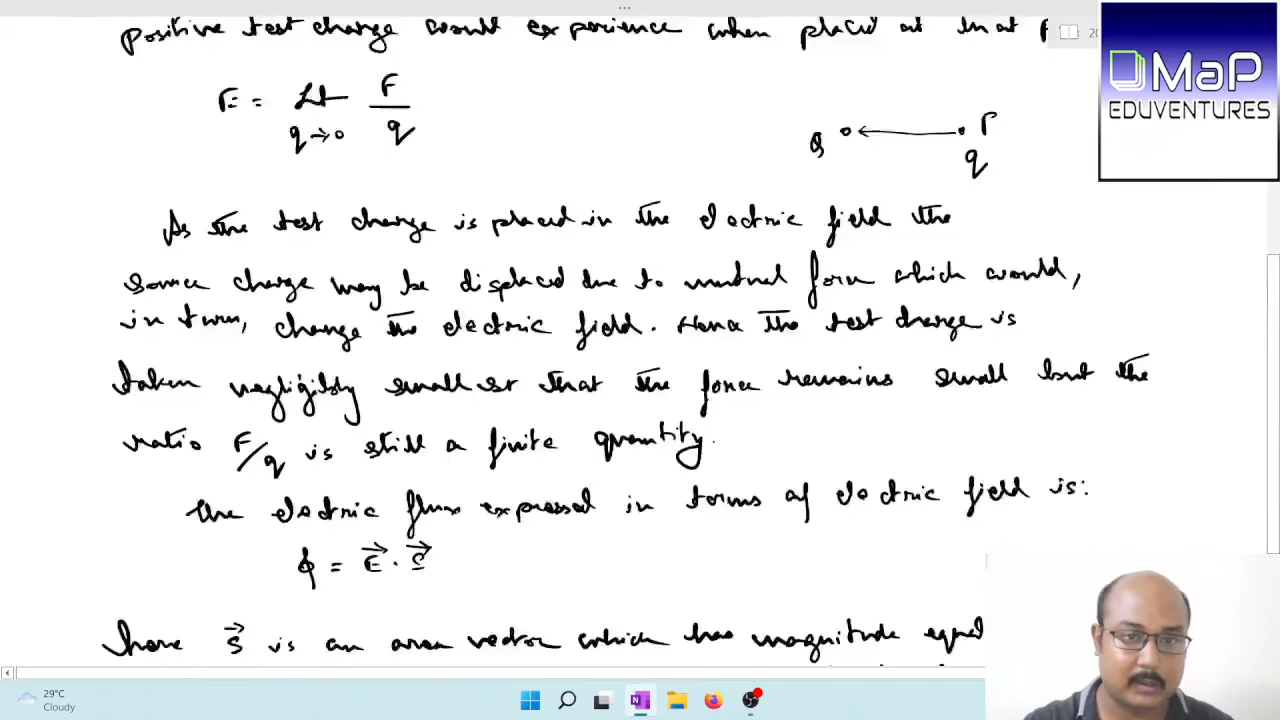 positive test charge would experience when placed at that
E = Lt F
q→0 q
Q P
q
As the test charge is placed in the electric field the
source charge may be displaced due to mutual force which would,
in turn, change the electric field. Hence the test charge is
taken negligibly small so that the force remains small but the
ratio F/q is still a finite quantity.
The electric flux expressed in terms of electric field is:
ϕ = E⃗ . S⃗
here S⃗ is an area vector which has magnitude equal
MaP
EDUVENTURES
29°C
Cloudy